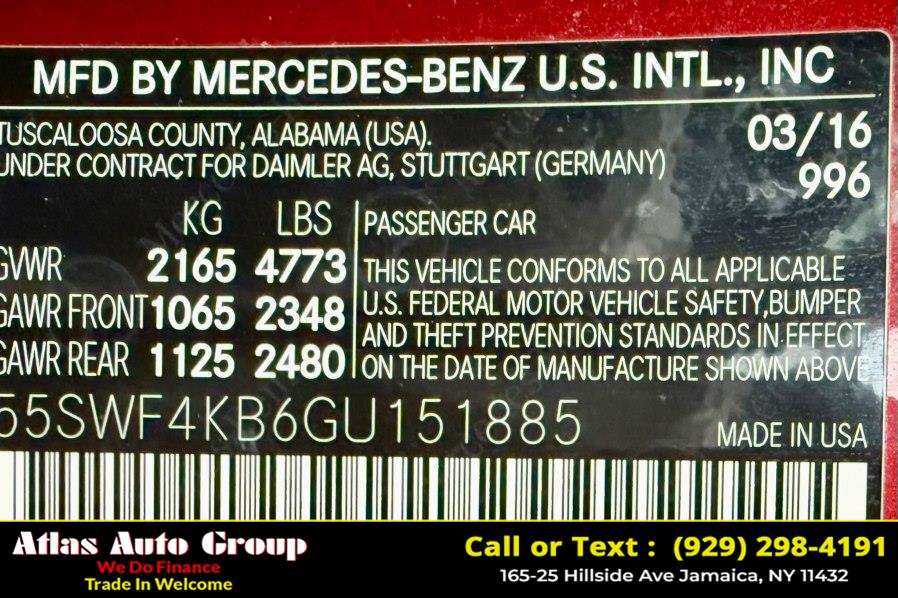 MFD BY MERCEDES-BENZ U.S. INTL., INC
TUSCALOOSA COUNTY, ALABAMA (USA).
UNDER CONTRACT FOR DAIMLER AG, STUTTGART (GERMANY)
03/16
996
KG LBS
GVWR 2165 4773
GAWR FRONT 1065 2348
GAWR REAR 1125 2480
PASSENGER CAR
THIS VEHICLE CONFORMS TO ALL APPLICABLE
U.S. FEDERAL MOTOR VEHICLE SAFETY, BUMPER
AND THEFT PREVENTION STANDARDS IN EFFECT
ON THE DATE OF MANUFACTURE SHOWN ABOVE
55SWF4KB6GU151885
MADE IN USA
Atlas Auto Group
We Do Finance
Trade In Welcome
Call or Text : (929) 298-4191
165-25 Hillside Ave Jamaica, NY 11432